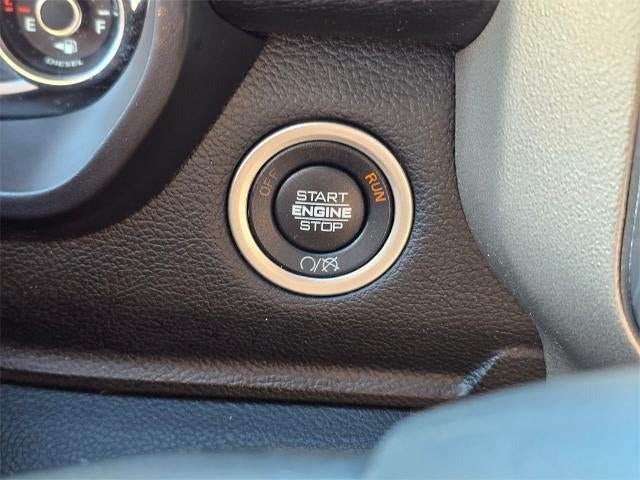 E F
DIESEL
OFF
RUN
START
ENGINE
STOP